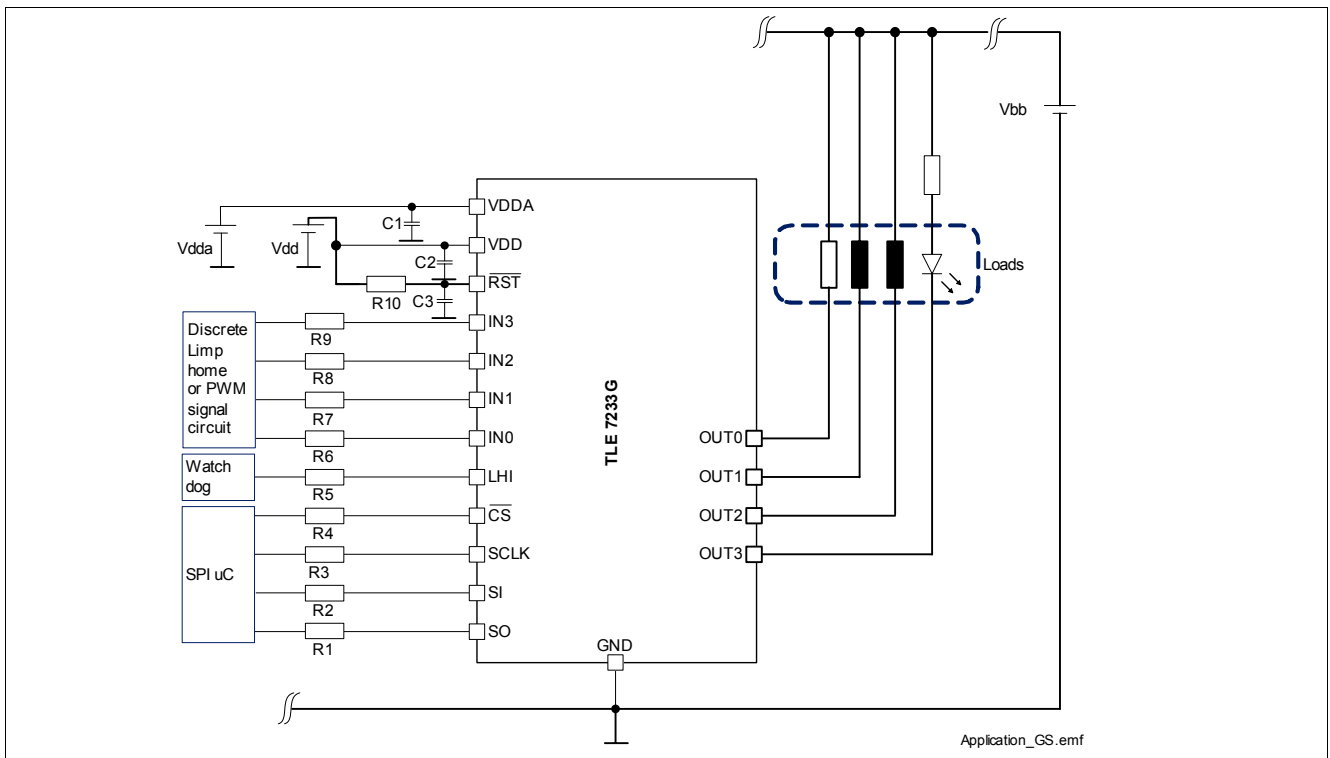 Vbb
VDDA
C1
Vdda
Vdd
VDD
C2
RST
R10
C3
Loads
Discrete
Limp
home
or PWM
signal
circuit
R9
IN3
R8
IN2
R7
IN1
R6
IN0
Watch
dog
R5
LHI
SPI uC
R4
CS
R3
SCLK
R2
SI
R1
SO
TLE 7233G
OUT0
OUT1
OUT2
OUT3
GND
Application_GS.emf